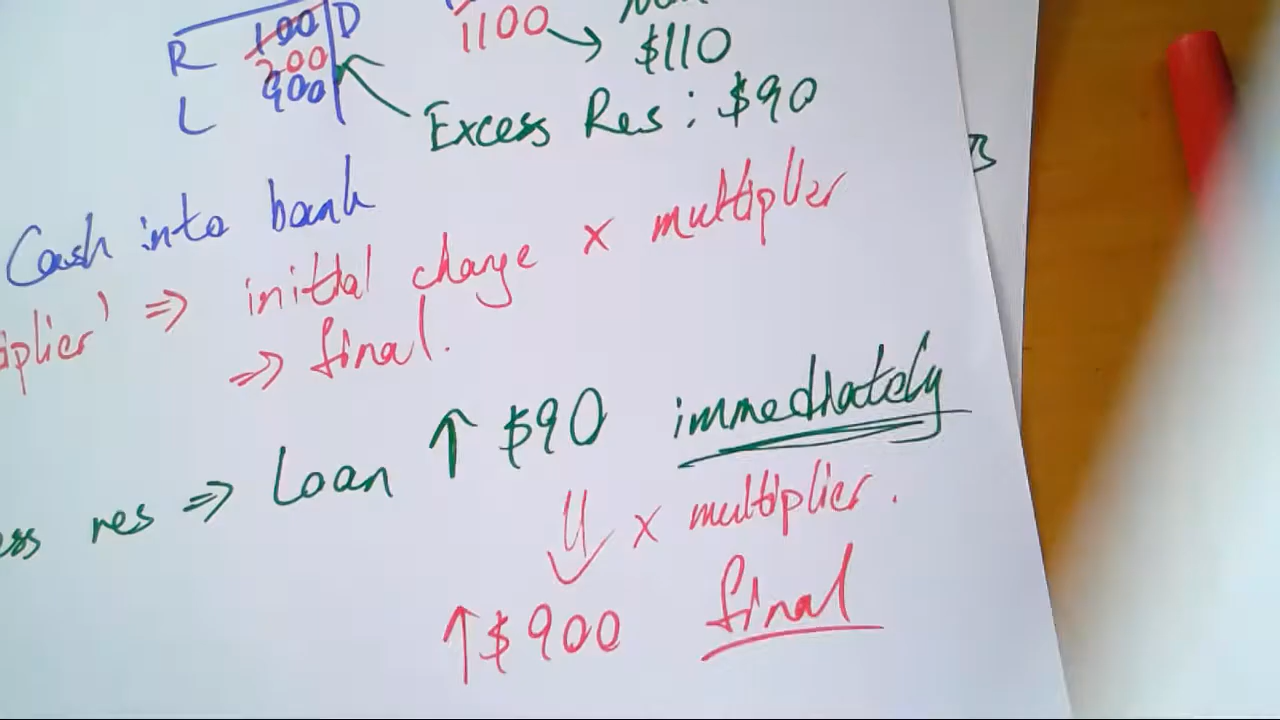 R 100 D
200
L 900
1100 → $110
Excess Res : $90
Cash into bank
iplier' ⇒ initial change × multiplier
⇒ final.
ess res ⇒ Loan ↑ $90 immediately
⇓ × multiplier.
↑ $900 final